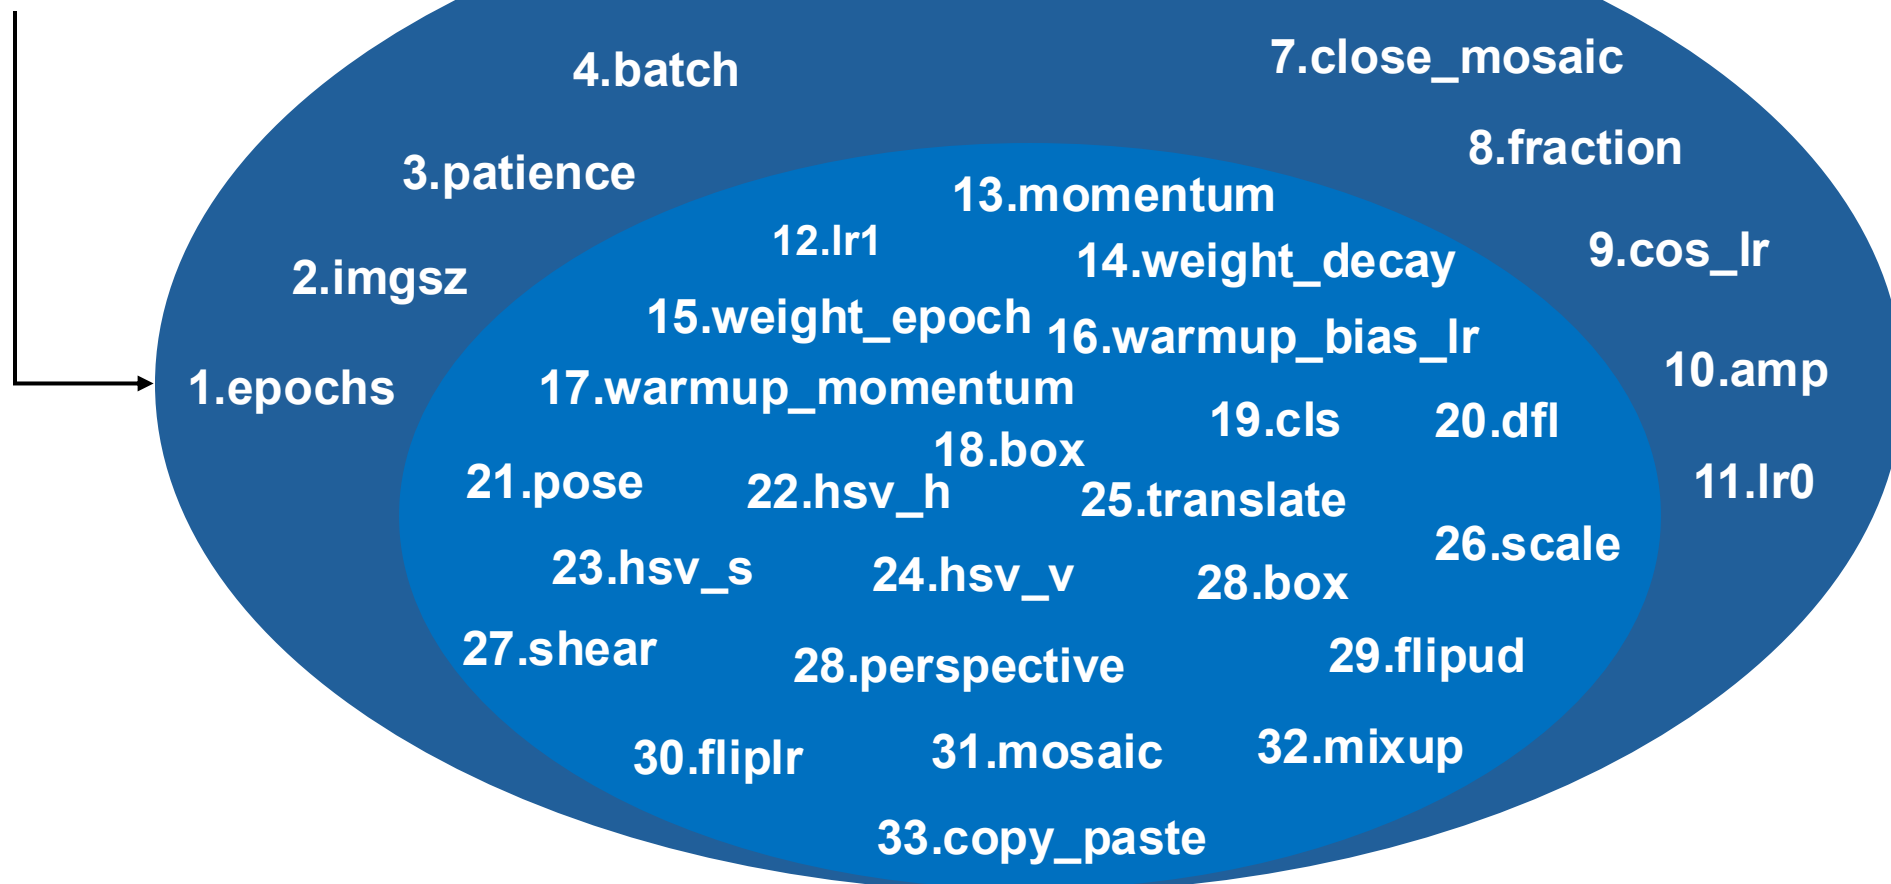 4.batch
7.close_mosaic
8.fraction
3.patience
13.momentum
12.lr1
14.weight_decay
9.cos_lr
2.imgsz
15.weight_epoch
16.warmup_bias_lr
1.epochs
17.warmup_momentum
10.amp
19.cls
20.dfl
18.box
21.pose
22.hsv_h
25.translate
11.lr0
23.hsv_s
24.hsv_v
28.box
26.scale
27.shear
28.perspective
29.flipud
30.fliplr
31.mosaic
32.mixup
33.copy_paste